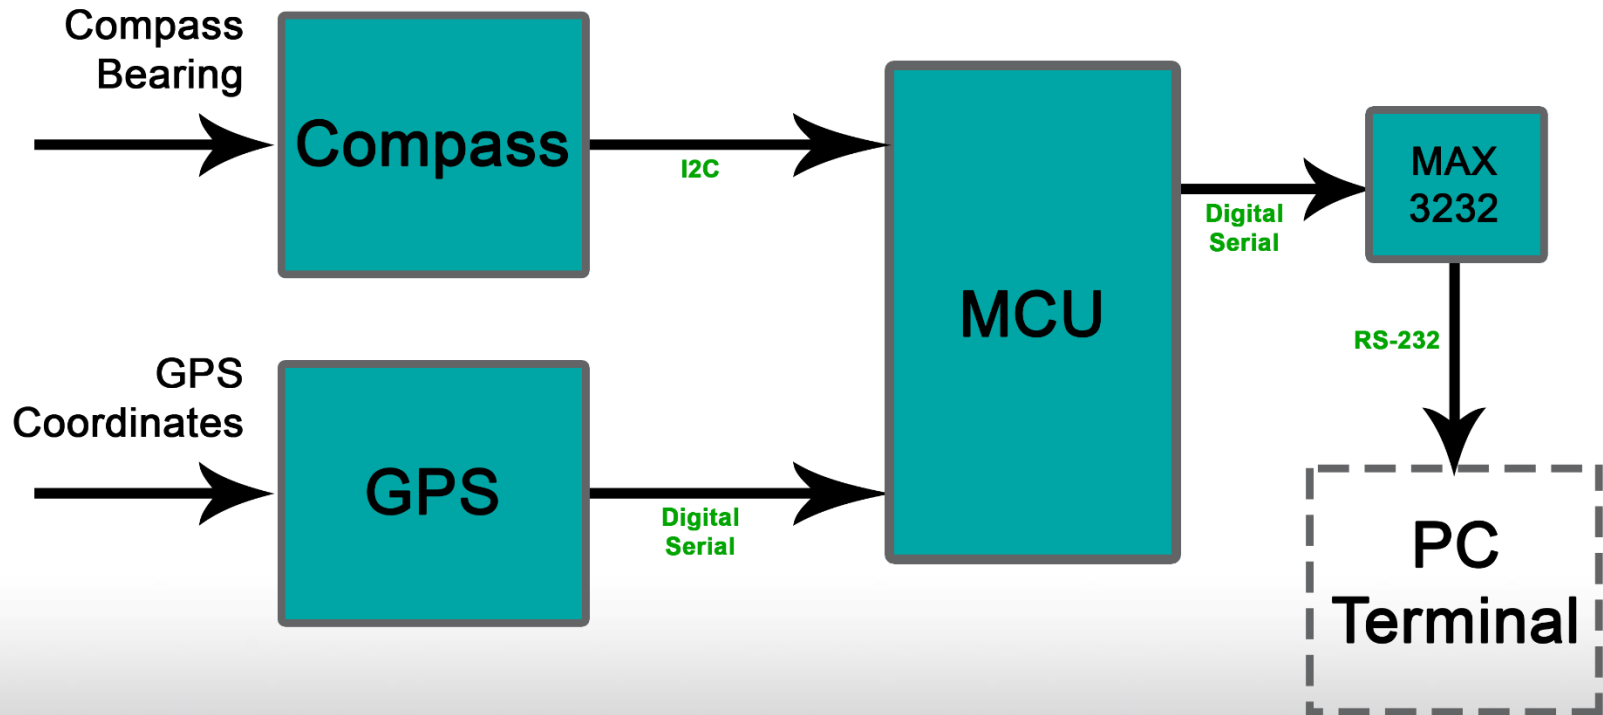 Compass
Bearing
Compass
I2C
GPS
Coordinates
GPS
Digital
Serial
MCU
Digital
Serial
MAX
3232
RS-232
PC
Terminal